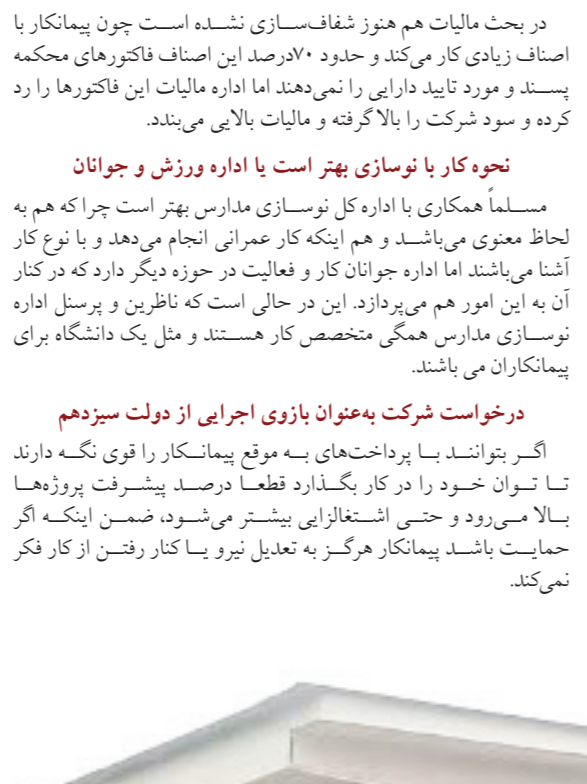 در بحث مالیات هم هنوز شفاف‌سازی نشده است چون پیمانکار با
اصناف زیادی کار می‌کند و حدود ۷۰درصد این اصناف فاکتورهای محکمه
پسند و مورد تایید دارایی را نمی‌دهند اما اداره مالیات این فاکتورها را رد
کرده و سود شرکت را بالا گرفته و مالیات بالایی می‌بندد.
نحوه کار با نوسازی بهتر است یا اداره ورزش و جوانان
مسلماً همکاری با اداره کل نوسازی مدارس بهتر است چرا که هم به
لحاظ معنوی می‌باشد و هم اینکه کار عمرانی انجام می‌دهد و با نوع کار
آشنا می‌باشند اما اداره جوانان کار و فعالیت در حوزه دیگر دارد که در کنار
آن به این امور هم می‌پردازد. این در حالی است که ناظرین و پرسنل اداره
نوسازی مدارس همگی متخصص کار هستند و مثل یک دانشگاه برای
پیمانکاران می باشند.
درخواست شرکت به‌عنوان بازوی اجرایی از دولت سیزدهم
اگر بتوانند با پرداخت‌های به موقع پیمانکار را قوی نگه دارند
تا توان خود را در کار بگذارد قطعا درصد پیشرفت پروژه‌ها
بالا می‌رود و حتی اشتغالزایی بیشتر می‌شود، ضمن اینکه اگر
حمایت باشد پیمانکار هرگز به تعدیل نیرو یا کنار رفتن از کار فکر
نمی‌کند.